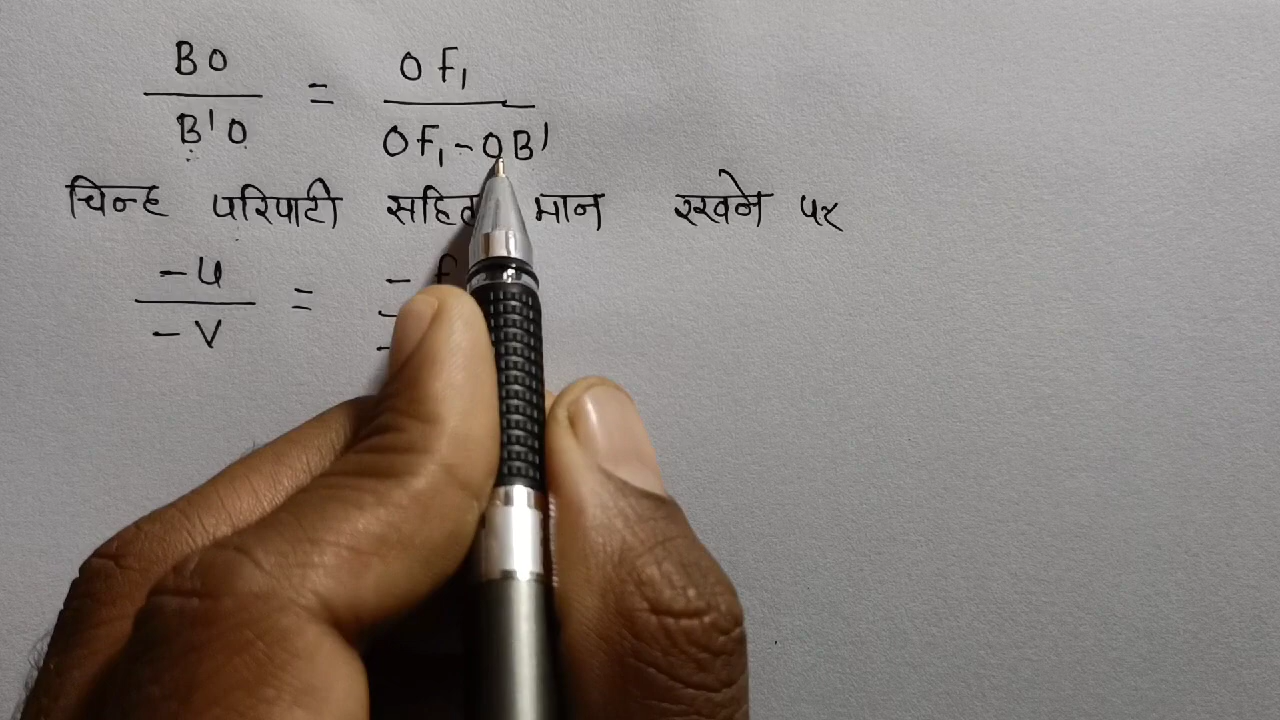 BO / B'O = OF₁ / OF₁-OB'
चिन्ह परिपाटी सहित मान रखने पर
-u / -v = -f